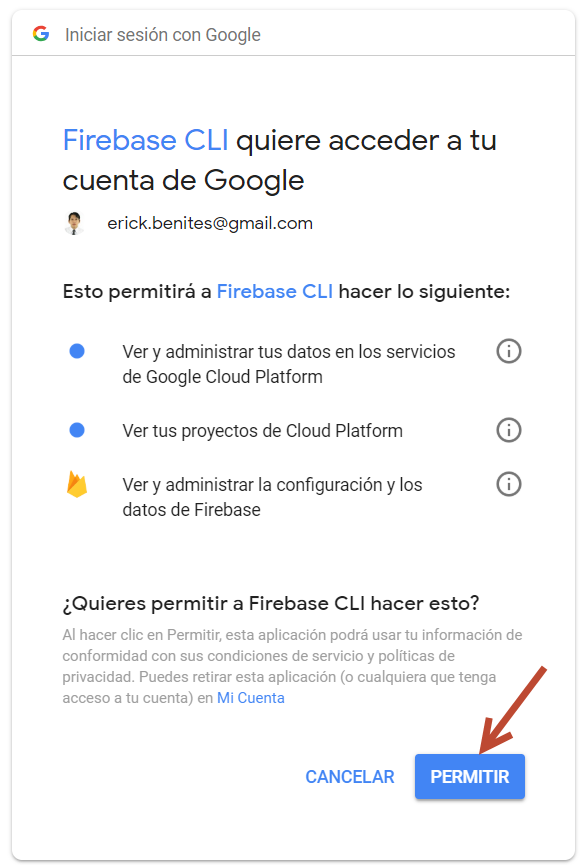 Iniciar sesión con Google
Firebase CLI quiere acceder a tu
cuenta de Google
erick.benites@gmail.com
Esto permitirá a Firebase CLI hacer lo siguiente:
Ver y administrar tus datos en los servicios
de Google Cloud Platform
Ver tus proyectos de Cloud Platform
Ver y administrar la configuración y los
datos de Firebase
¿Quieres permitir a Firebase CLI hacer esto?
Al hacer clic en Permitir, esta aplicación podrá usar tu información de
conformidad con sus condiciones de servicio y políticas de
privacidad. Puedes retirar esta aplicación (o cualquiera que tenga
acceso a tu cuenta) en Mi Cuenta
CANCELAR PERMITIR